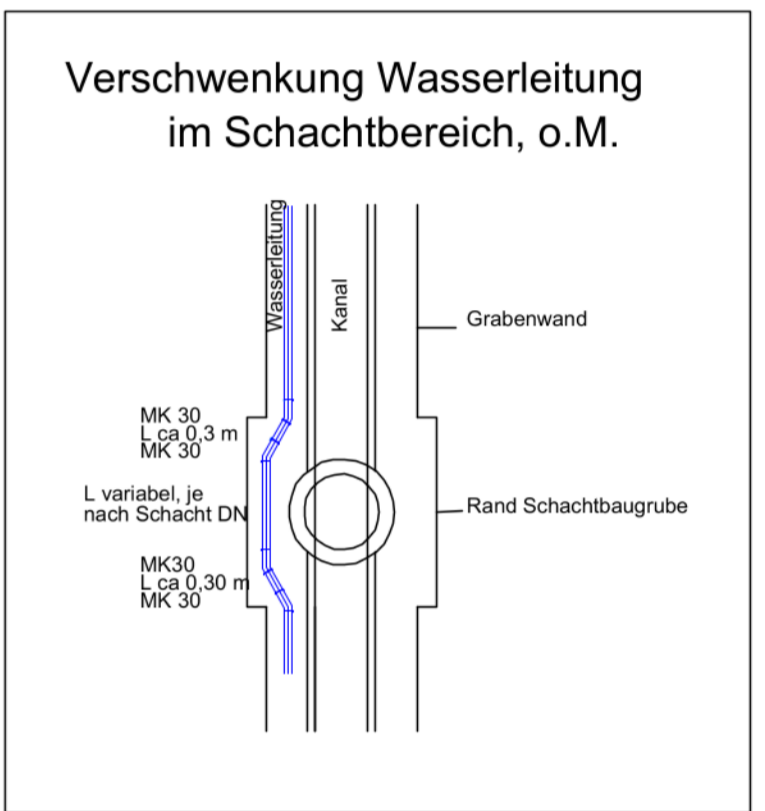 Verschwenkung Wasserleitung
im Schachtbereich, o.M.
Wasserleitung
Kanal
Grabenwand
MK 30
L ca 0,3 m
MK 30
L variabel, je
nach Schacht DN
Rand Schachtbaugrube
MK30
L ca 0,30 m
MK 30